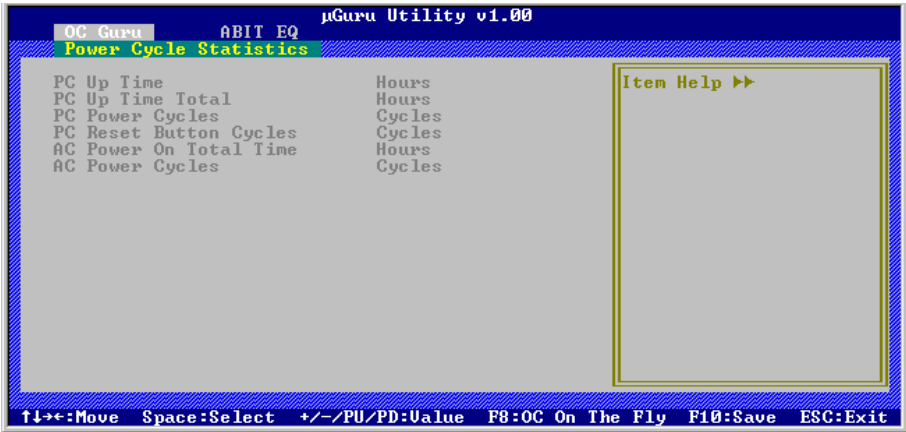 µGuru Utility v1.00
OC Guru ABIT EQ
Power Cycle Statistics
PC Up Time Hours
PC Up Time Total Hours
PC Power Cycles Cycles
PC Reset Button Cycles Cycles
AC Power On Total Time Hours
AC Power Cycles Cycles
Item Help ►►
↑↓→←:Move Space:Select +/-/PU/PD:Value F8:OC On The Fly F10:Save ESC:Exit